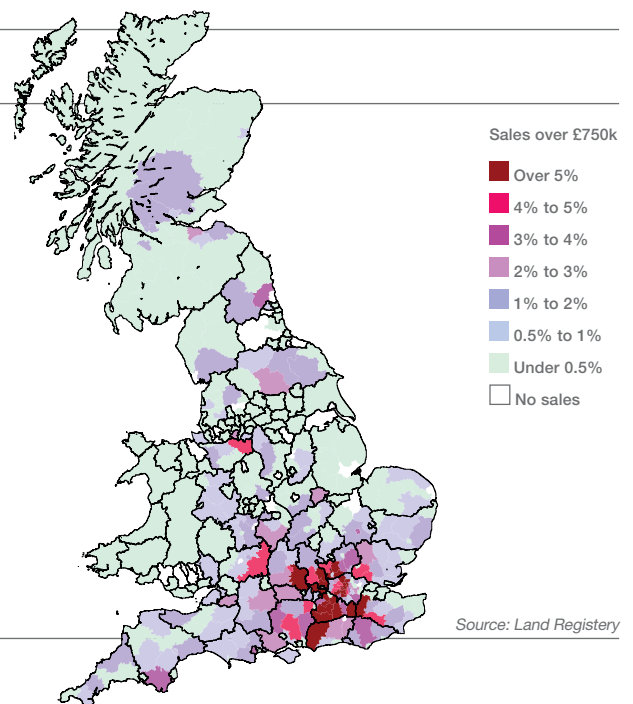 Sales over £750k
Over 5%
4% to 5%
3% to 4%
2% to 3%
1% to 2%
0.5% to 1%
Under 0.5%
No sales
Source: Land Registery